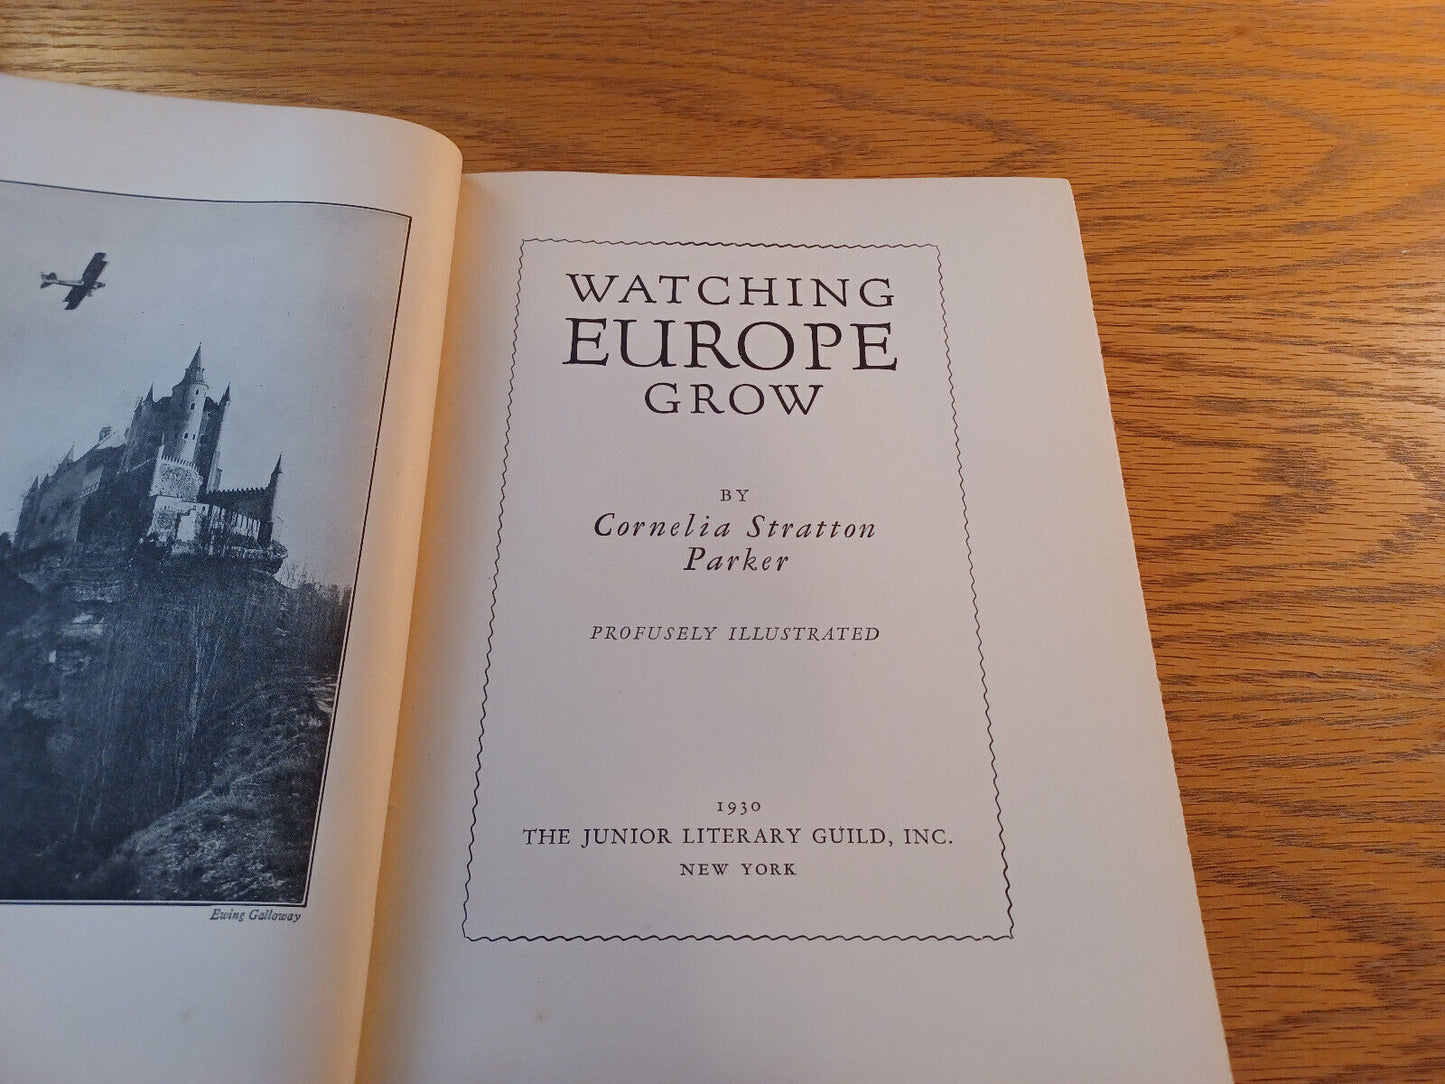 Ewing Galloway
WATCHING
EUROPE
GROW
BY
Cornelia Stratton
Parker
PROFUSELY ILLUSTRATED
1930
THE JUNIOR LITERARY GUILD, INC.
NEW YORK